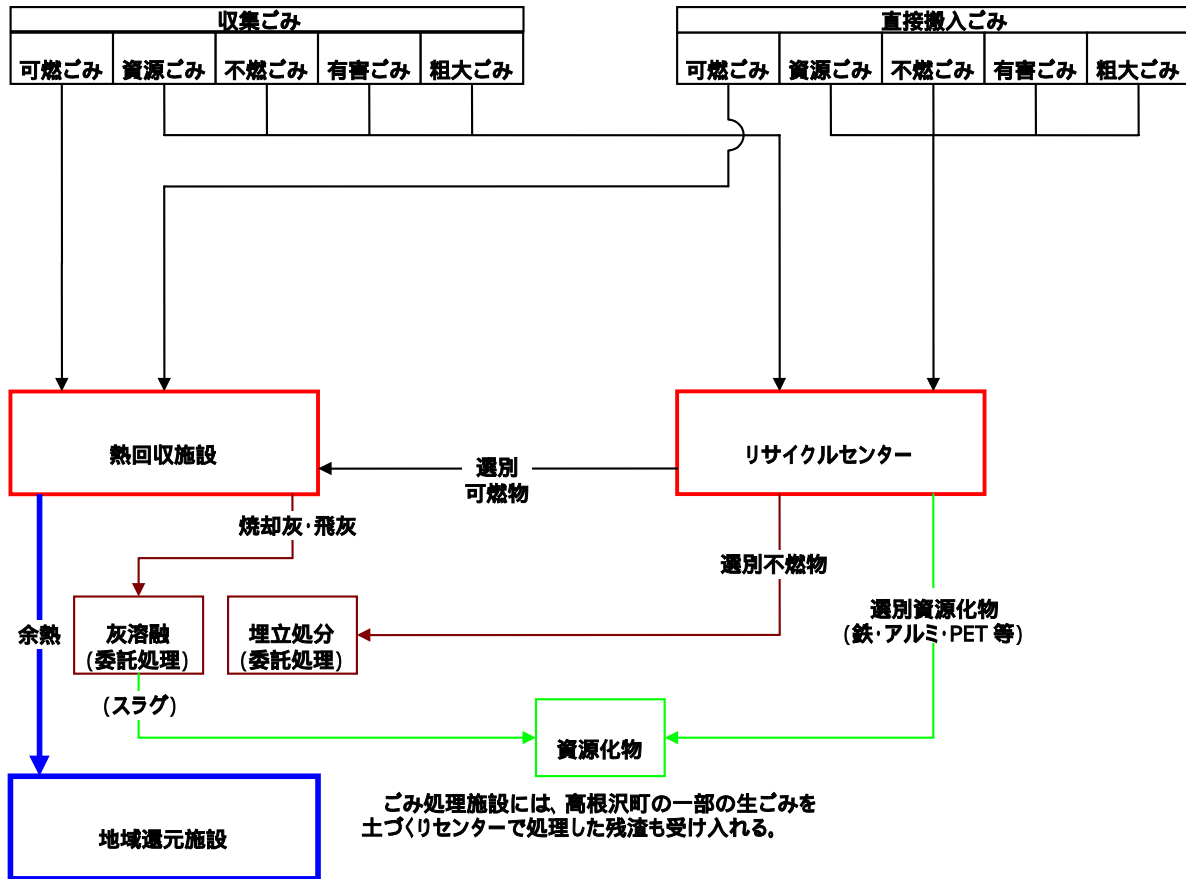 収集ごみ
可燃ごみ 資源ごみ 不燃ごみ 有害ごみ 粗大ごみ
直接搬入ごみ
可燃ごみ 資源ごみ 不燃ごみ 有害ごみ 粗大ごみ
熱回収施設
リサイクルセンター
選別
可燃物
焼却灰・飛灰
選別不燃物
選別資源化物
(鉄・アルミ・PET 等)
余熱
灰溶融
(委託処理)
埋立処分
(委託処理)
(スラグ)
資源化物
ごみ処理施設には、高根沢町の一部の生ごみを
土づくりセンターで処理した残渣も受け入れる。
地域還元施設